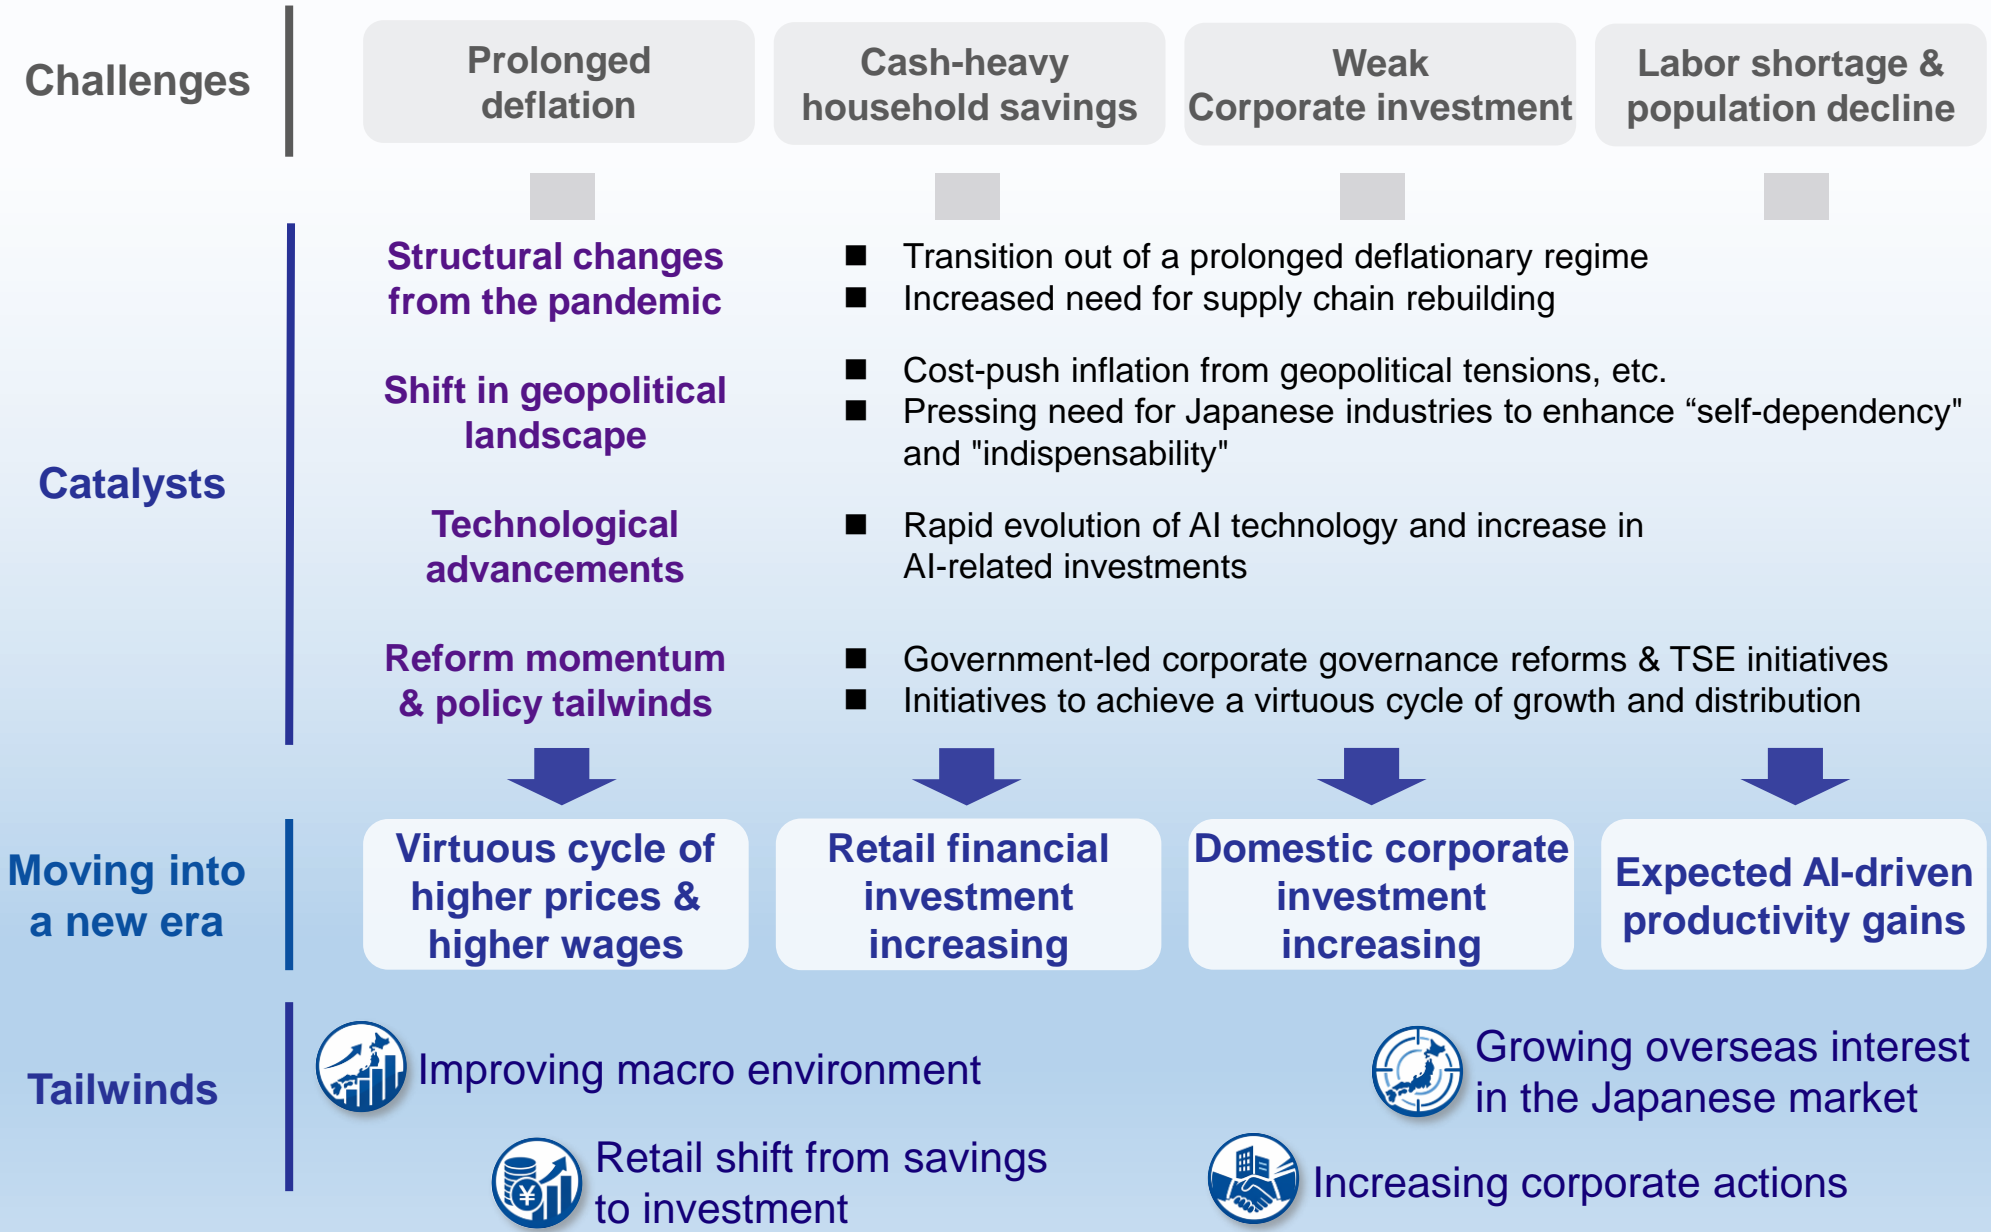 Challenges
Prolonged
deflation
Cash-heavy
household savings
Weak
Corporate investment
Labor shortage &
population decline
Catalysts
Structural changes
from the pandemic
■ Transition out of a prolonged deflationary regime
■ Increased need for supply chain rebuilding
Shift in geopolitical
landscape
■ Cost-push inflation from geopolitical tensions, etc.
■ Pressing need for Japanese industries to enhance “self-dependency"
and "indispensability"
Technological
advancements
■ Rapid evolution of AI technology and increase in
AI-related investments
Reform momentum
& policy tailwinds
■ Government-led corporate governance reforms & TSE initiatives
■ Initiatives to achieve a virtuous cycle of growth and distribution
Moving into
a new era
Virtuous cycle of
higher prices &
higher wages
Retail financial
investment
increasing
Domestic corporate
investment
increasing
Expected AI-driven
productivity gains
Tailwinds
Improving macro environment
Growing overseas interest
in the Japanese market
¥
Retail shift from savings
to investment
Increasing corporate actions